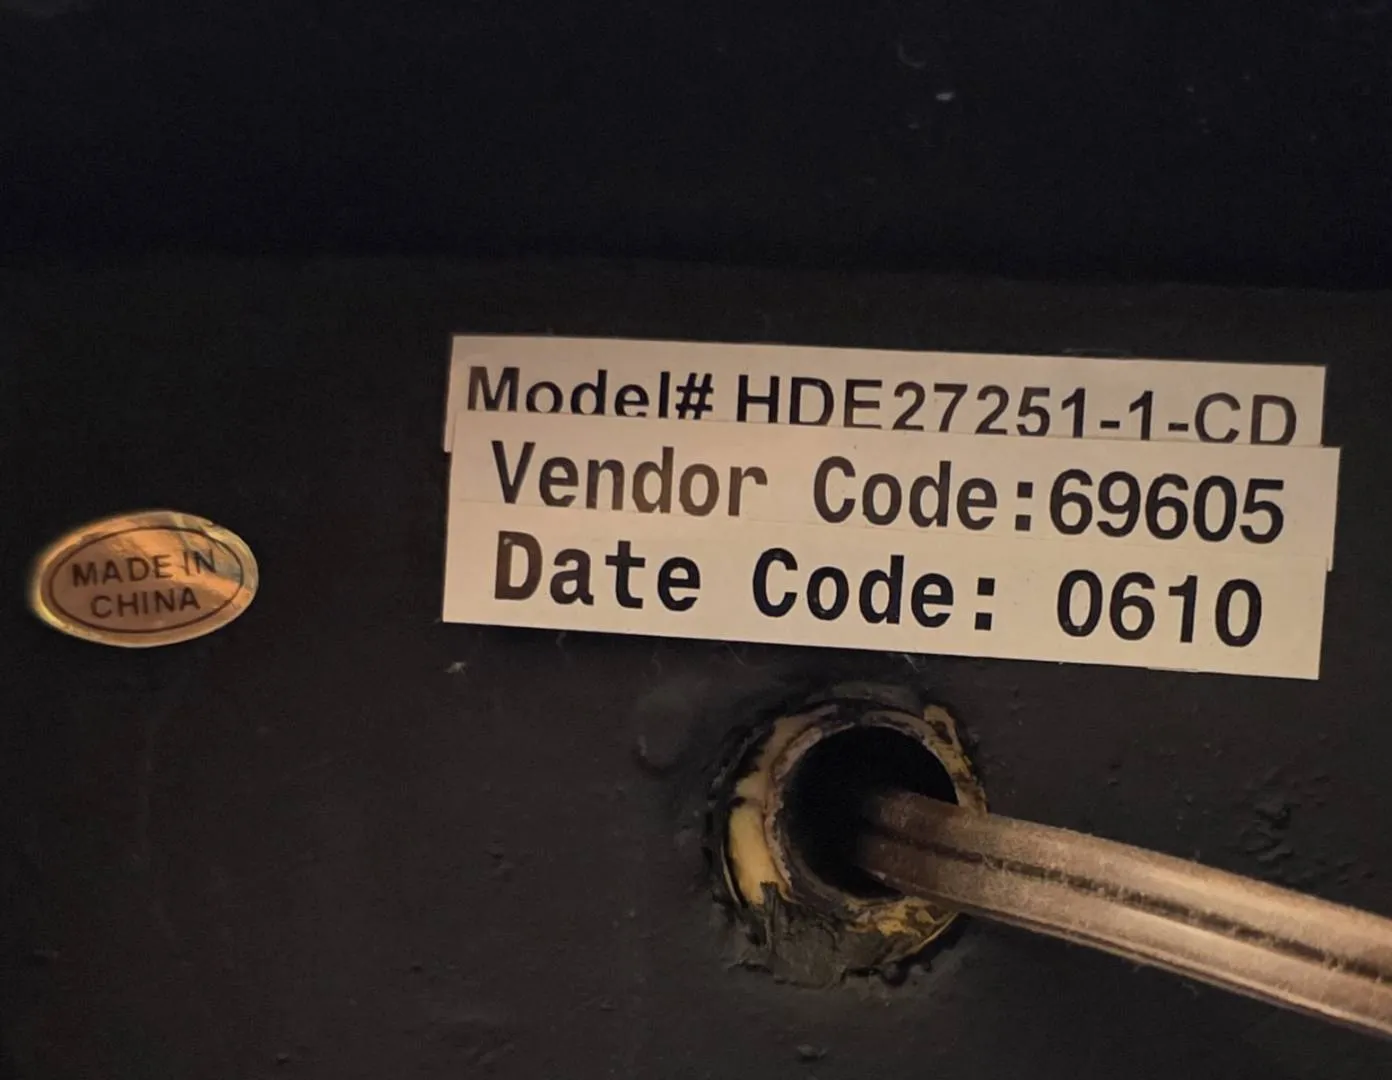 Model# HDE27251-1-CD
Vendor Code:69605
Date Code: 0610
MADE IN
CHINA